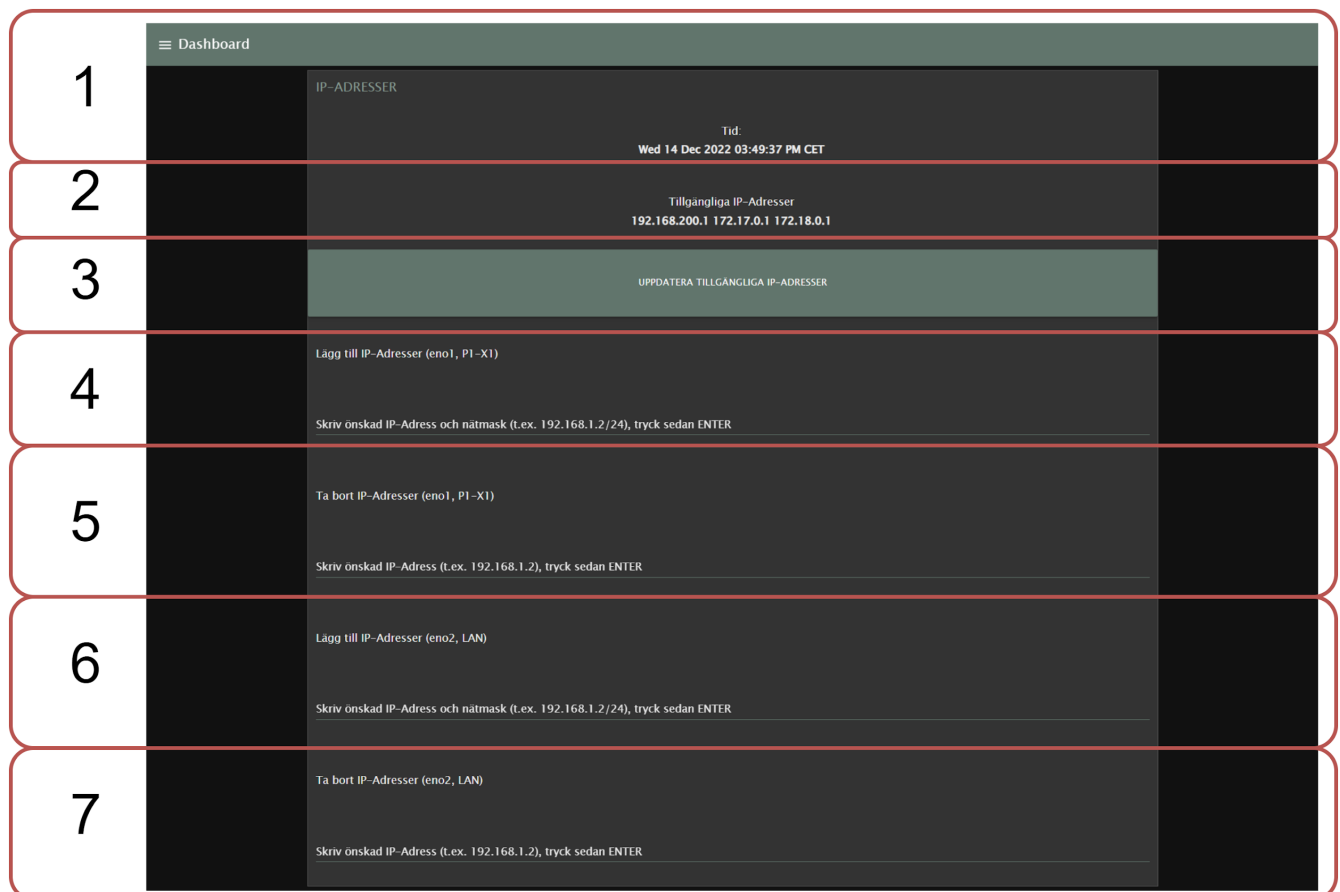 1
Dashboard
IP-ADRESSER
Tid:
Wed 14 Dec 2022 03:49:37 PM CET
2
Tillgängliga IP-Adresser
192.168.200.1 172.17.0.1 172.18.0.1
3
UPPDATERA TILLGÄNGLIGA IP-ADRESSER
4
Lägg till IP-Adresser (eno1, P1-X1)
Skriv önskad IP-Adress och nätmask (t.ex. 192.168.1.2/24), tryck sedan ENTER
5
Ta bort IP-Adresser (eno1, P1-X1)
Skriv önskad IP-Adress (t.ex. 192.168.1.2), tryck sedan ENTER
6
Lägg till IP-Adresser (eno2, LAN)
Skriv önskad IP-Adress och nätmask (t.ex. 192.168.1.2/24), tryck sedan ENTER
7
Ta bort IP-Adresser (eno2, LAN)
Skriv önskad IP-Adress (t.ex. 192.168.1.2), tryck sedan ENTER